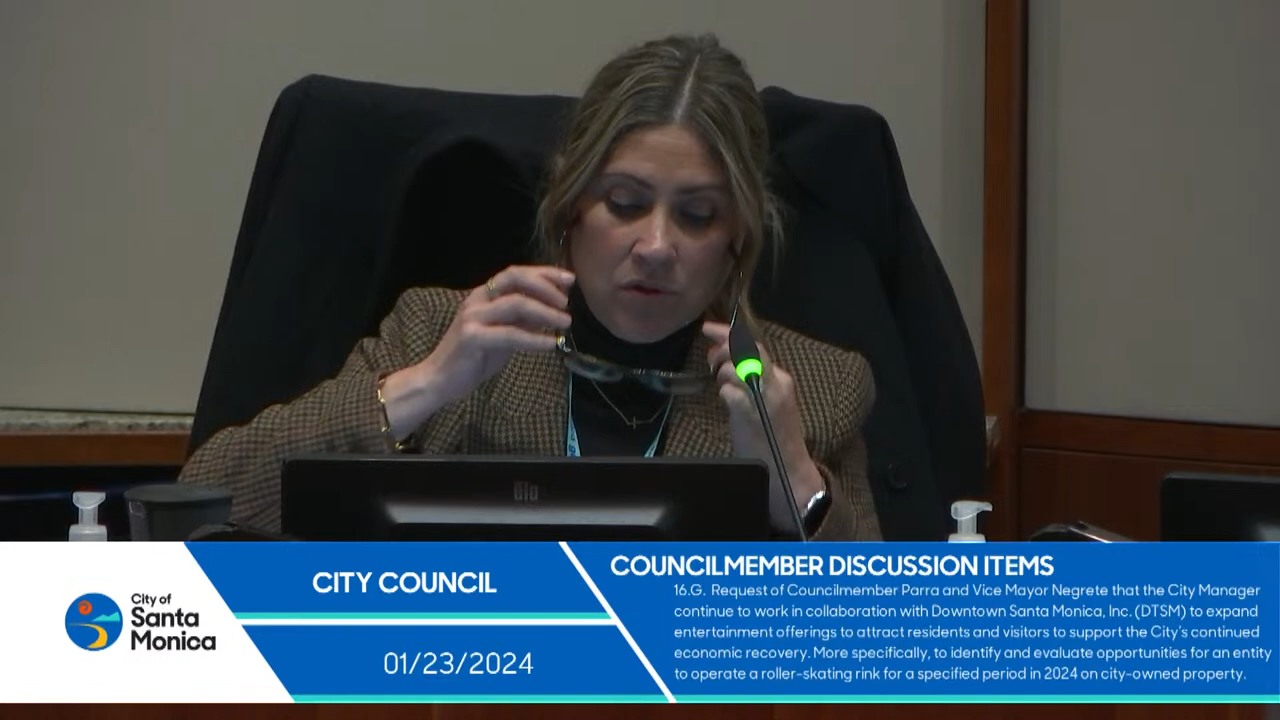 elo
City of
Santa
Monica
CITY COUNCIL
01/23/2024
COUNCILMEMBER DISCUSSION ITEMS
16.G. Request of Councilmember Parra and Vice Mayor Negrete that the City Manager
continue to work in collaboration with Downtown Santa Monica, Inc. (DTSM) to expand
entertainment offerings to attract residents and visitors to support the City's continued
economic recovery. More specifically, to identify and evaluate opportunities for an entity
to operate a roller-skating rink for a specified period in 2024 on city-owned property.